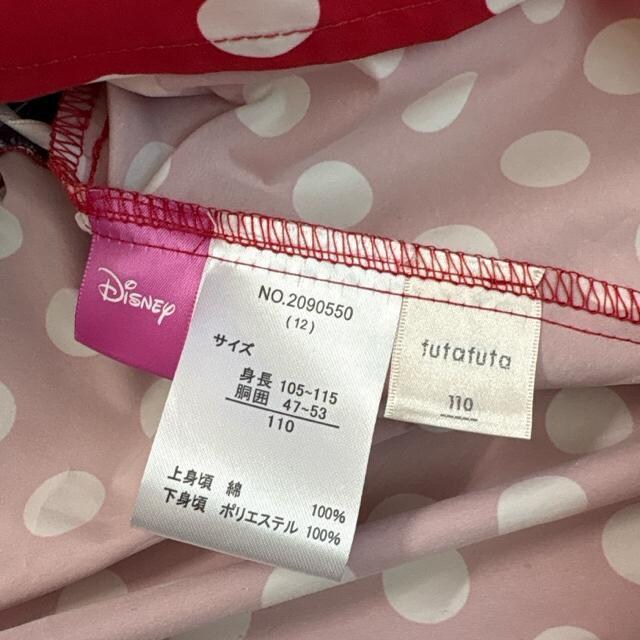 Disney
NO.2090550
(12)
サイズ
身長 105~115
胴囲 47~53
110
上身頃 綿 100%
下身頃 ポリエステル 100%
futafuta
110